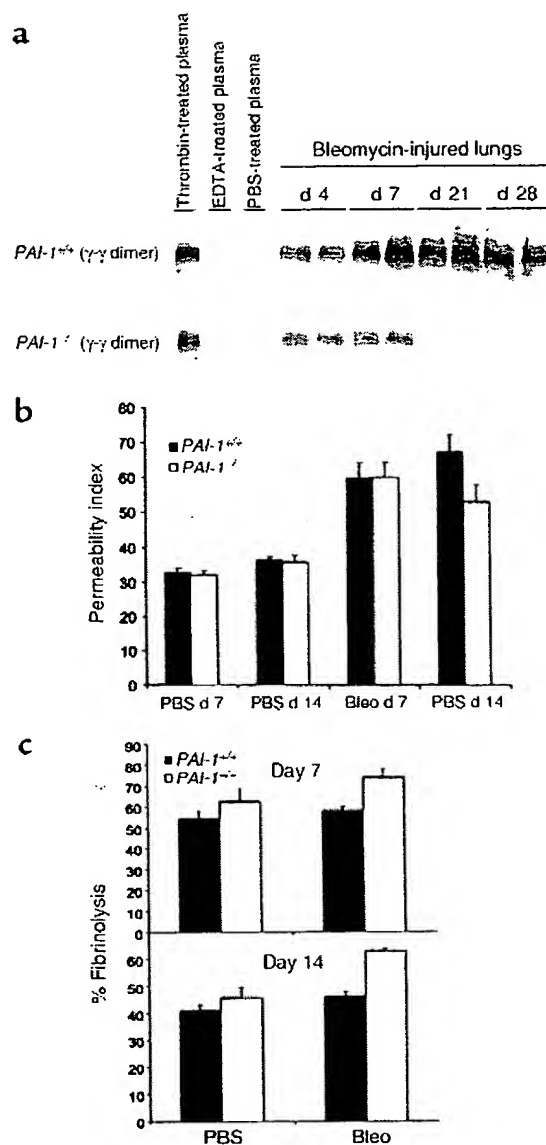 a
Thrombin-treated plasma
EDTA-treated plasma
PBS-treated plasma
Bleomycin-injured lungs
d 4 d 7 d 21 d 28
PAI-1+/+ (γ-γ dimer)
PAI-1-/- (γ-γ dimer)
b
Permeability index
80
70
60
50
40
30
20
10
0
PAI-1+/+
PAI-1-/-
PBS d 7 PBS d 14 Bleo d 7 PBS d 14
c
% Fibrinolysis
90
80
70
60
50
40
30
20
10
0
PAI-1+/+
PAI-1-/-
Day 7
60
50
40
30
20
10
0
Day 14
PBS Bleo